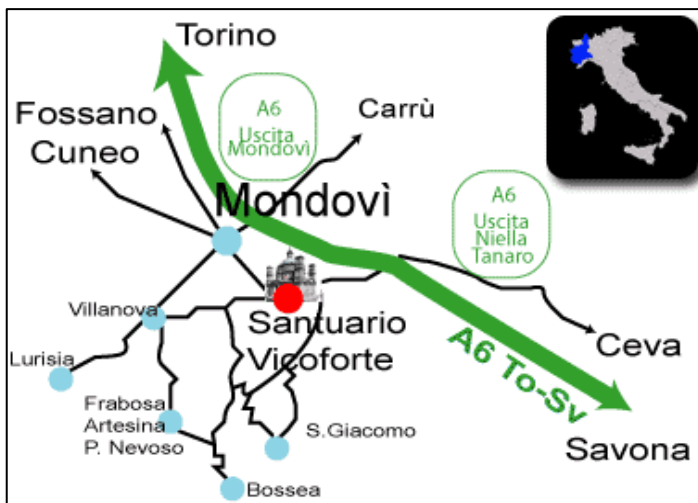 Torino
A6
Uscita
Mondovì
Fossano
Cuneo
Carrù
Mondovì
A6
Uscita
Niella
Tanaro
Villanova
Santuario
Vicoforte
Lurisia
A6 To-Sv
Ceva
Frabosa
Artesina
P. Nevoso
S.Giacomo
Savona
Bossea